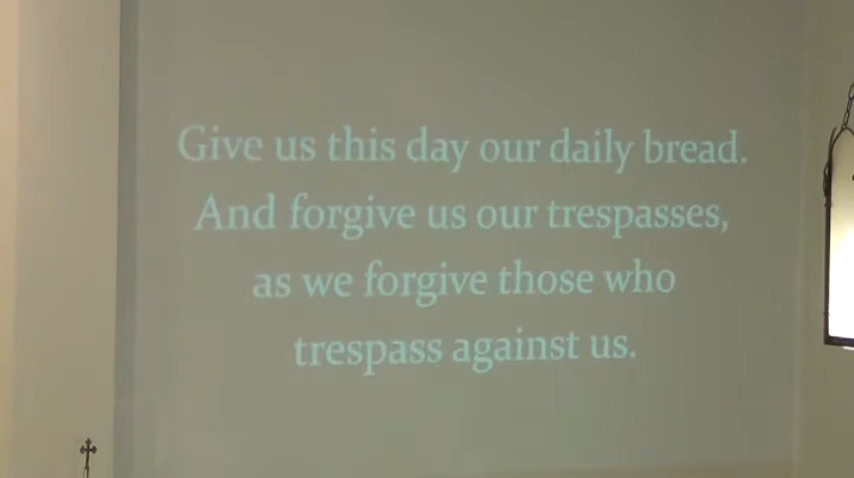 Give us this day our daily bread.
And forgive us our trespasses,
as we forgive those who
trespass against us.